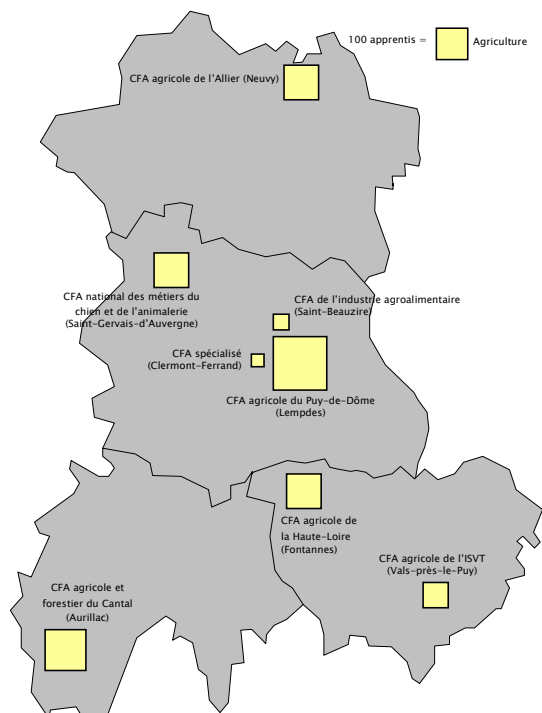 100 apprentis =
Agriculture
CFA agricole de l'Allier (Neuvy)
CFA national des métiers du
chien et de l'animalerie
(Saint-Gervais-d'Auvergne)
CFA de l'industrie agroalimentaire
(Saint-Beauzire)
CFA spécialisé
(Clermont-Ferrand)
CFA agricole du Puy-de-Dôme
(Lempdes)
CFA agricole de
la Haute-Loire
(Fontannes)
CFA agricole de l'ISVT
(Vals-près-le-Puy)
CFA agricole et
forestier du Cantal
(Aurillac)